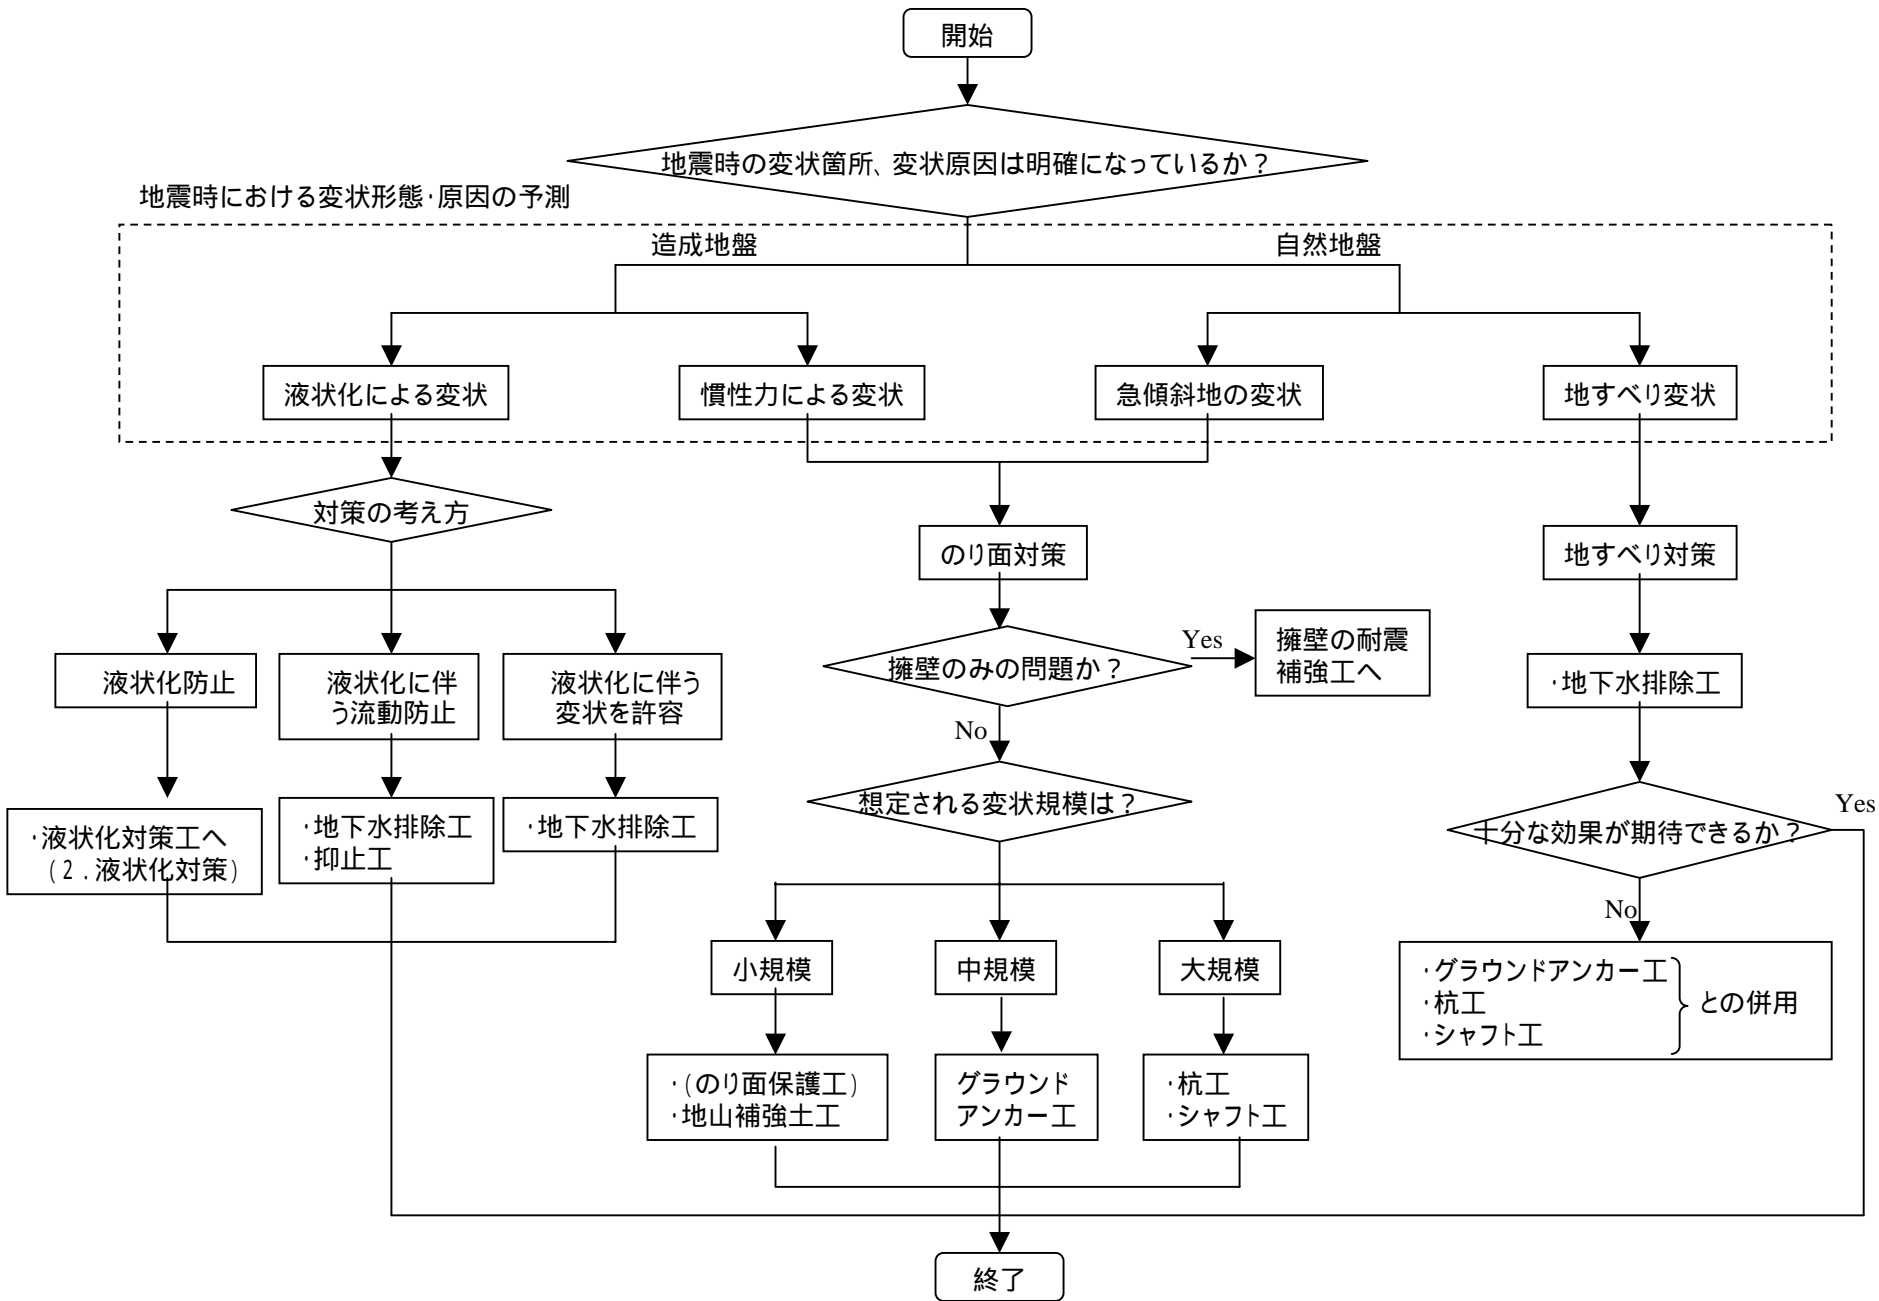 開始
地震時の変状箇所、変状原因は明確になっているか？
地震時における変状形態・原因の予測
造成地盤
自然地盤
液状化による変状
慣性力による変状
急傾斜地の変状
地すべり変状
対策の考え方
のり面対策
地すべり対策
液状化防止
液状化に伴
う流動防止
液状化に伴う
変状を許容
擁壁のみの問題か？
Yes
擁壁の耐震
補強工へ
・地下水排除工
No
・液状化対策工へ
（2．液状化対策）
・地下水排除工
・抑止工
・地下水排除工
想定される変状規模は？
十分な効果が期待できるか？
Yes
No
小規模
中規模
大規模
・グラウンドアンカー工
・杭工
・シャフト工
との併用
・（のり面保護工）
・地山補強土工
グラウンド
アンカー工
・杭工
・シャフト工
終了